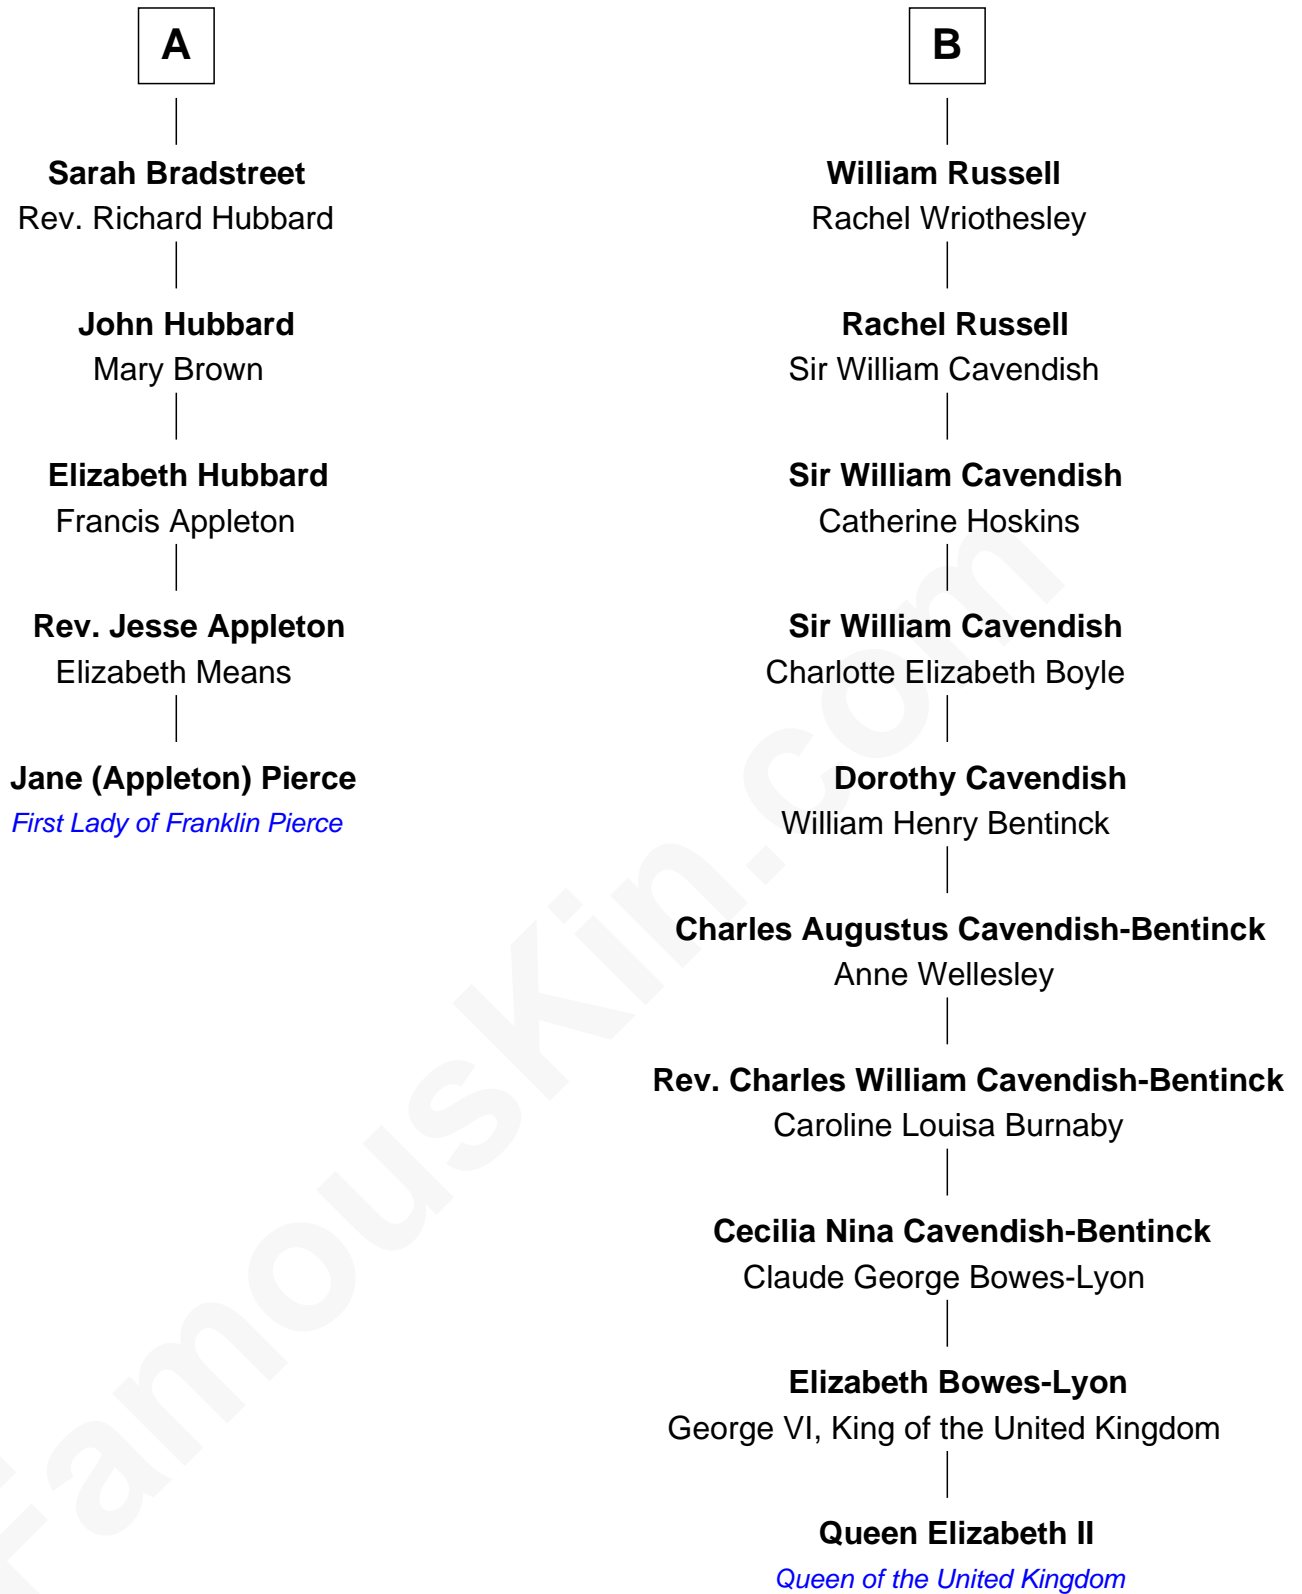 A
Sarah Bradstreet
Rev. Richard Hubbard
John Hubbard
Mary Brown
Elizabeth Hubbard
Francis Appleton
Rev. Jesse Appleton
Elizabeth Means
Jane (Appleton) Pierce
First Lady of Franklin Pierce
B
William Russell
Rachel Wriothesley
Rachel Russell
Sir William Cavendish
Sir William Cavendish
Catherine Hoskins
Sir William Cavendish
Charlotte Elizabeth Boyle
Dorothy Cavendish
William Henry Bentinck
Charles Augustus Cavendish-Bentinck
Anne Wellesley
Rev. Charles William Cavendish-Bentinck
Caroline Louisa Burnaby
Cecilia Nina Cavendish-Bentinck
Claude George Bowes-Lyon
Elizabeth Bowes-Lyon
George VI, King of the United Kingdom
Queen Elizabeth II
Queen of the United Kingdom
FamousKin.com